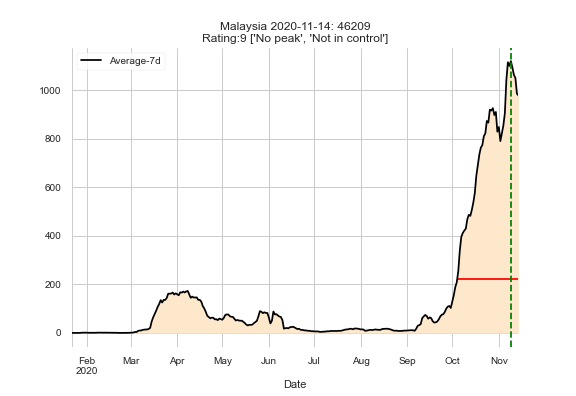 Malaysia 2020-11-14: 46209
Rating:9 ['No peak', 'Not in control']
Average-7d
1000
800
600
400
200
0
Feb Mar Apr May Jun Jul Aug Sep Oct Nov
2020
Date